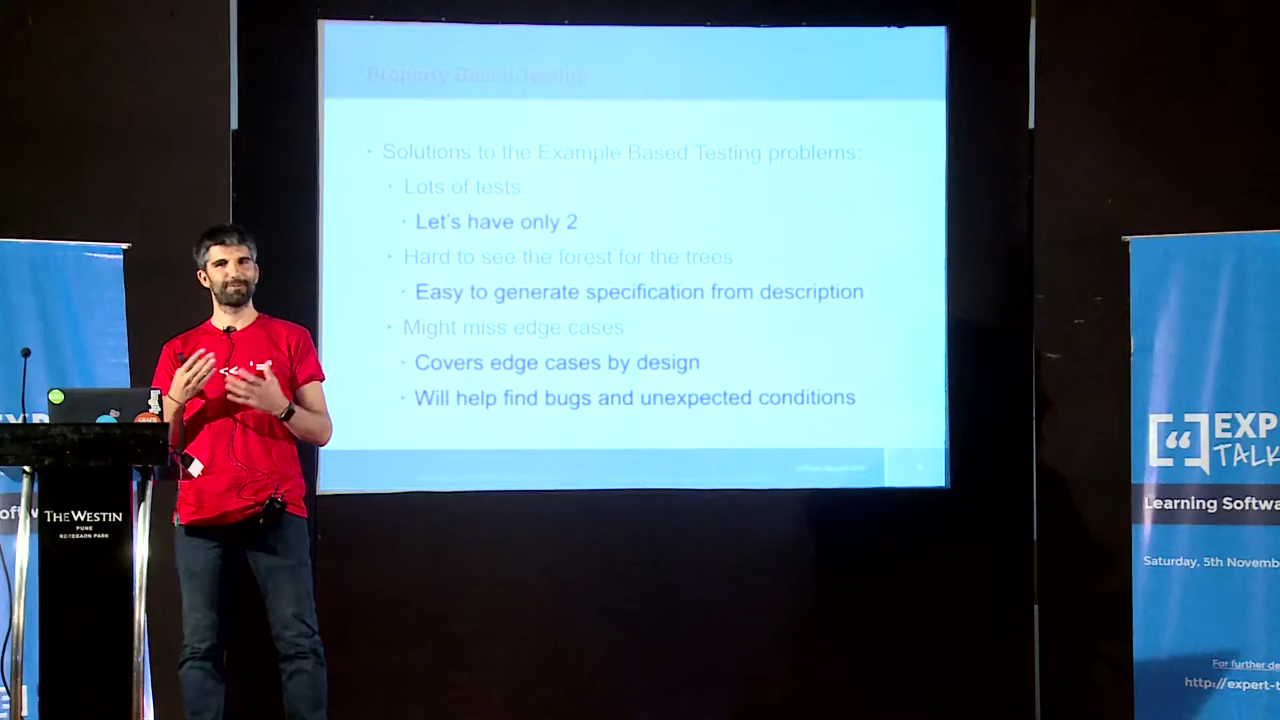 Property Based Testing
Solutions to the Example Based Testing problems:
Lots of tests
Let's have only 2
Hard to see the forest for the trees
Easy to generate specification from description
Might miss edge cases
Covers edge cases by design
Will help find bugs and unexpected conditions
THE WESTIN
PUNE
KOREGAON PARK
EXP
TALK
Learning Softwa
Saturday, 5th Novemb
For further de
http://expert-t